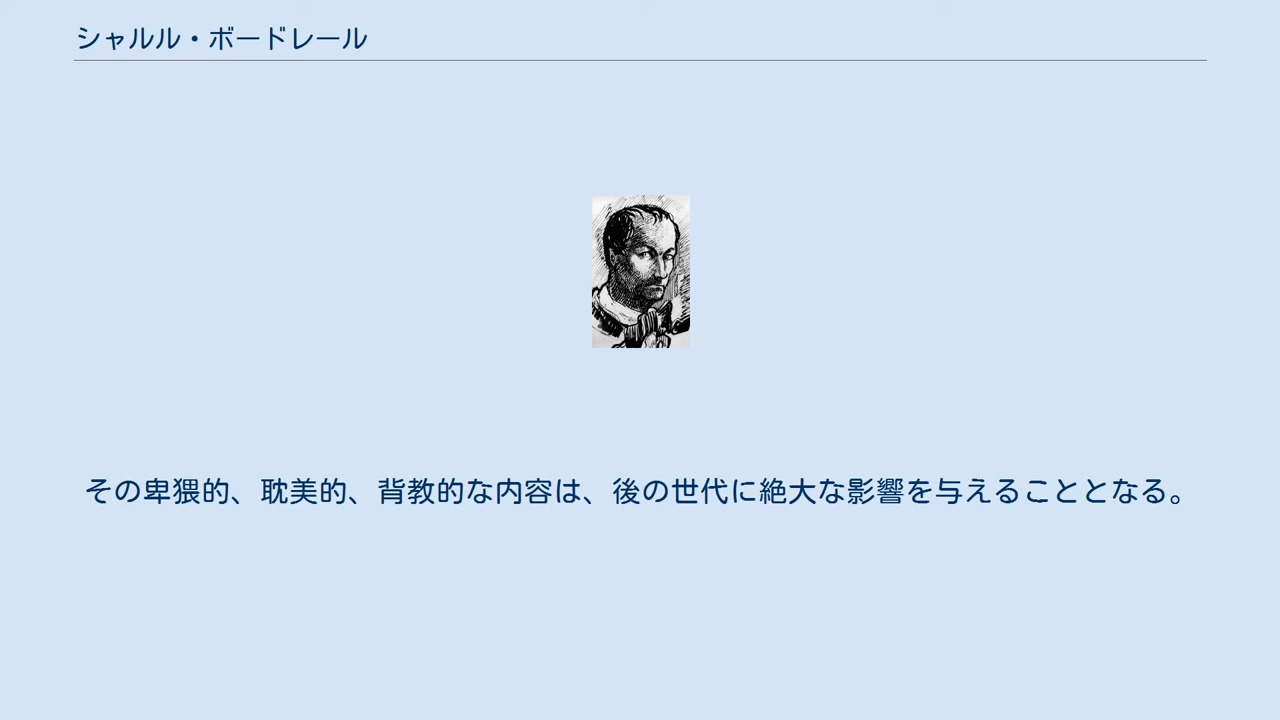 シャルル・ボードレール
その卑猥的、耽美的、背教的な内容は、後の世代に絶大な影響を与えることとなる。